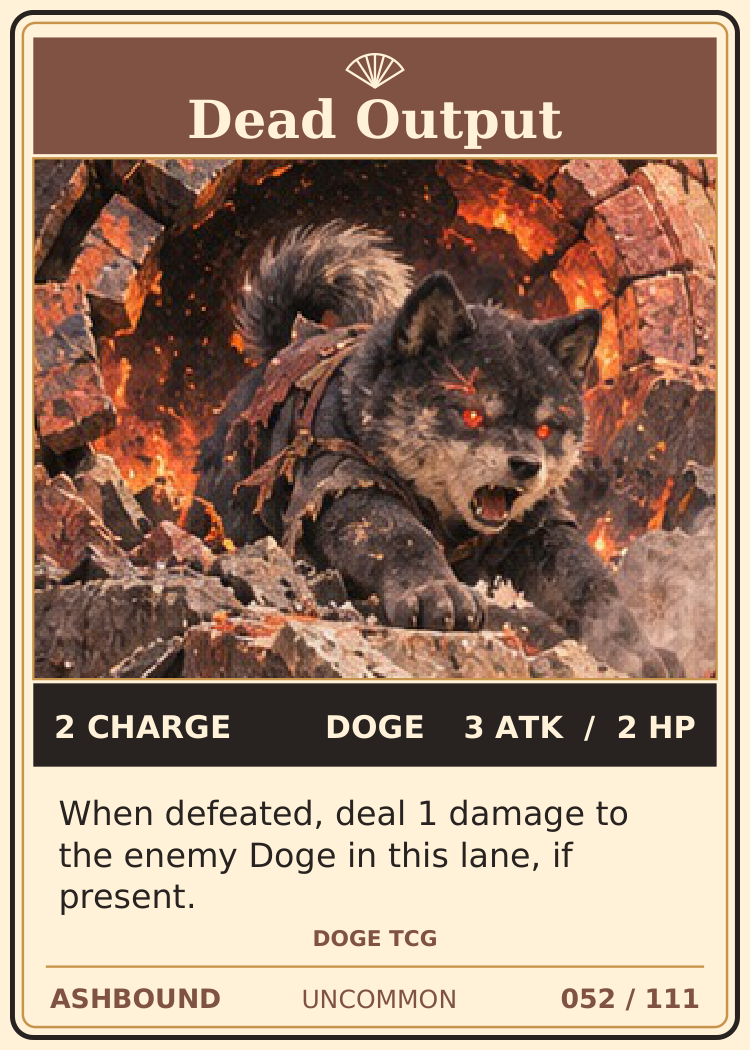 Dead Output
2 CHARGE DOGE 3 ATK / 2 HP
When defeated, deal 1 damage to
the enemy Doge in this lane, if
present.
DOGE TCG
ASHBOUND UNCOMMON 052 / 111